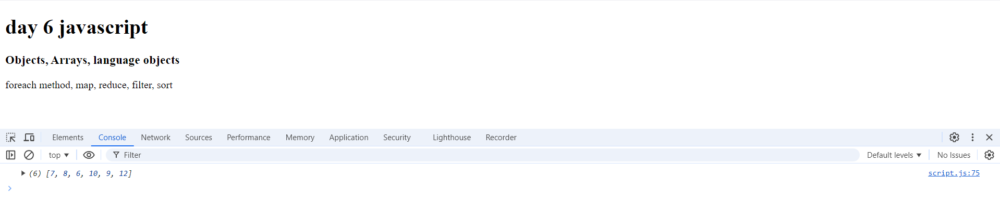 day 6 javascript
Objects, Arrays, language objects
foreach method, map, reduce, filter, sort
Elements Console Network Sources Performance Memory Application Security Lighthouse Recorder
top ▼ Filter Default levels ▼ No Issues
▶ (6) [7, 8, 6, 10, 9, 12] script.js:75
>